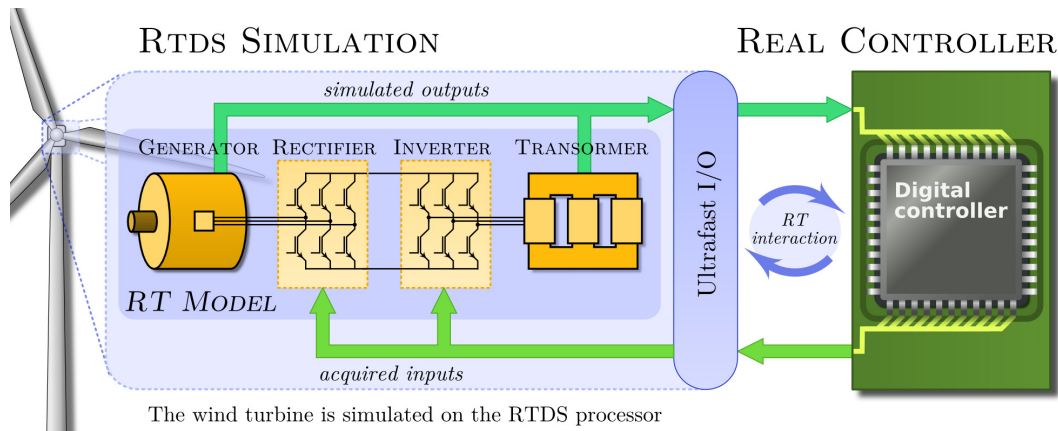 RTDS SIMULATION
REAL CONTROLLER
simulated outputs
GENERATOR RECTIFIER INVERTER TRANSORMER
Ultrafast I/O
Digital
controller
RT
interaction
RT MODEL
acquired inputs
The wind turbine is simulated on the RTDS processor